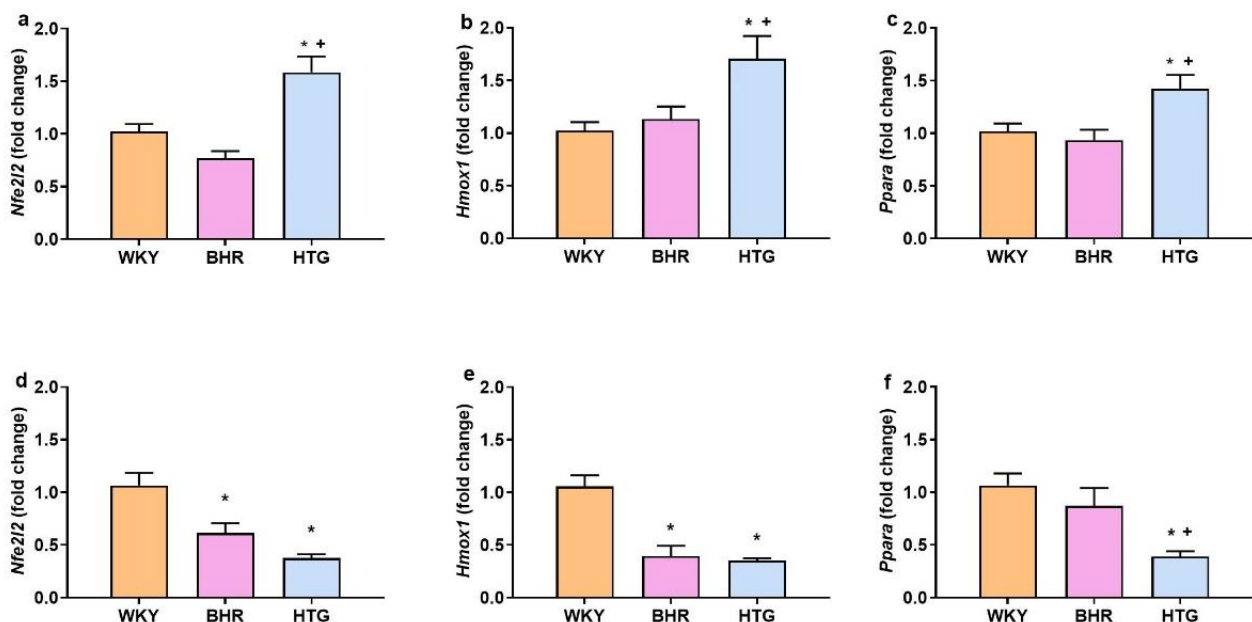 a
Nfe2l2 (fold change)
2.0
1.5
1.0
0.5
0.0
* +
WKY BHR HTG
b
Hmox1 (fold change)
2.0
1.5
1.0
0.5
0.0
* +
WKY BHR HTG
c
Ppara (fold change)
2.0
1.5
1.0
0.5
0.0
* +
WKY BHR HTG
d
Nfe2l2 (fold change)
2.0
1.5
1.0
0.5
0.0
* *
WKY BHR HTG
e
Hmox1 (fold change)
2.0
1.5
1.0
0.5
0.0
* *
WKY BHR HTG
f
Ppara (fold change)
2.0
1.5
1.0
0.5
0.0
* +
WKY BHR HTG